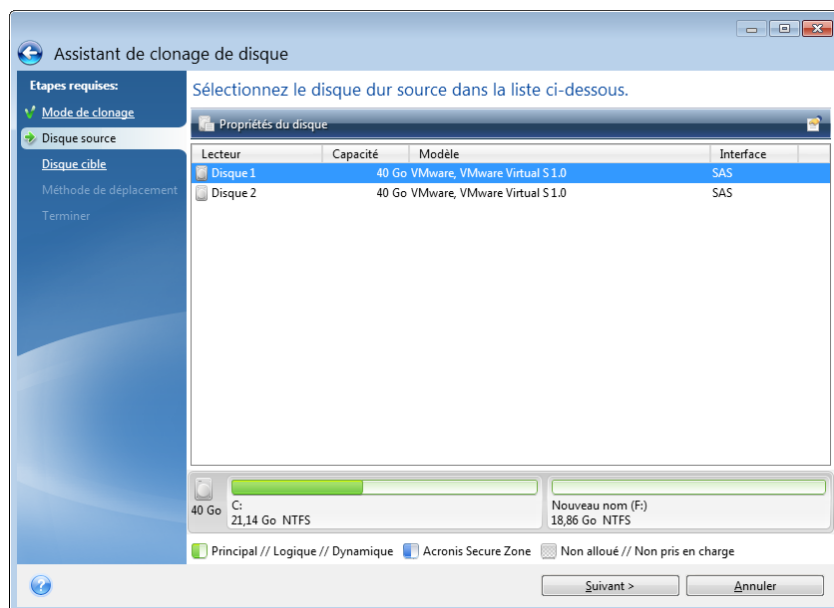 Assistant de clonage de disque
Etapes requises:
Mode de clonage
Disque source
Disque cible
Méthode de déplacement
Terminer
Sélectionnez le disque dur source dans la liste ci-dessous.
Propriétés du disque
Lecteur Capacité Modèle Interface
Disque 1 40 Go VMware, VMware Virtual S 1.0 SAS
Disque 2 40 Go VMware, VMware Virtual S 1.0 SAS
40 Go
C:
21,14 Go NTFS
Nouveau nom (F:)
18,86 Go NTFS
Principal // Logique // Dynamique Acronis Secure Zone Non alloué // Non pris en charge
Suivant > Annuler